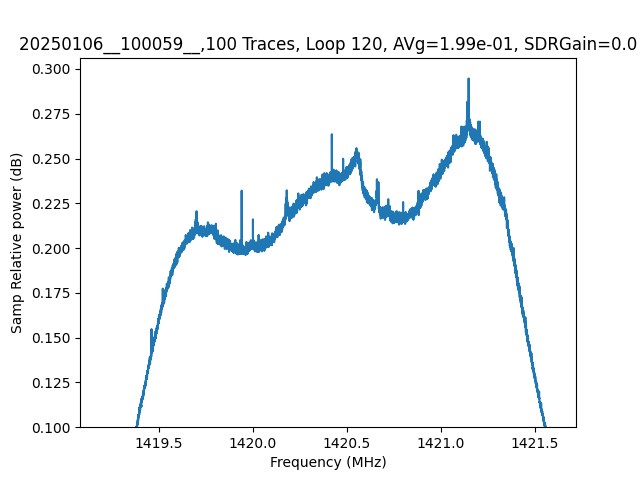 20250106__100059__,100 Traces, Loop 120, AVg=1.99e-01, SDRGain=0.0
0.300
0.275
0.250
0.225
0.200
0.175
0.150
0.125
0.100
Samp Relative power (dB)
1419.5 1420.0 1420.5 1421.0 1421.5
Frequency (MHz)